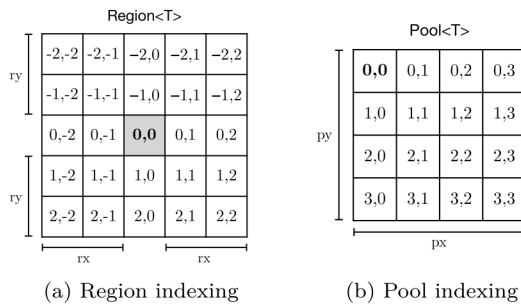 Region<T>
Pool<T>
ry
-2,-2 -2,-1 −2,0 −2,1 −2,2
-1,-2 -1,-1 −1,0 −1,1 −1,2
0,-2 0,-1 0,0 0,1 0,2
ry
1,-2 1,-1 1,0 1,1 1,2
2,-2 2,-1 2,0 2,1 2,2
rx rx
py
0,0 0,1 0,2 0,3
1,0 1,1 1,2 1,3
2,0 2,1 2,2 2,3
3,0 3,1 3,2 3,3
px
(a) Region indexing
(b) Pool indexing